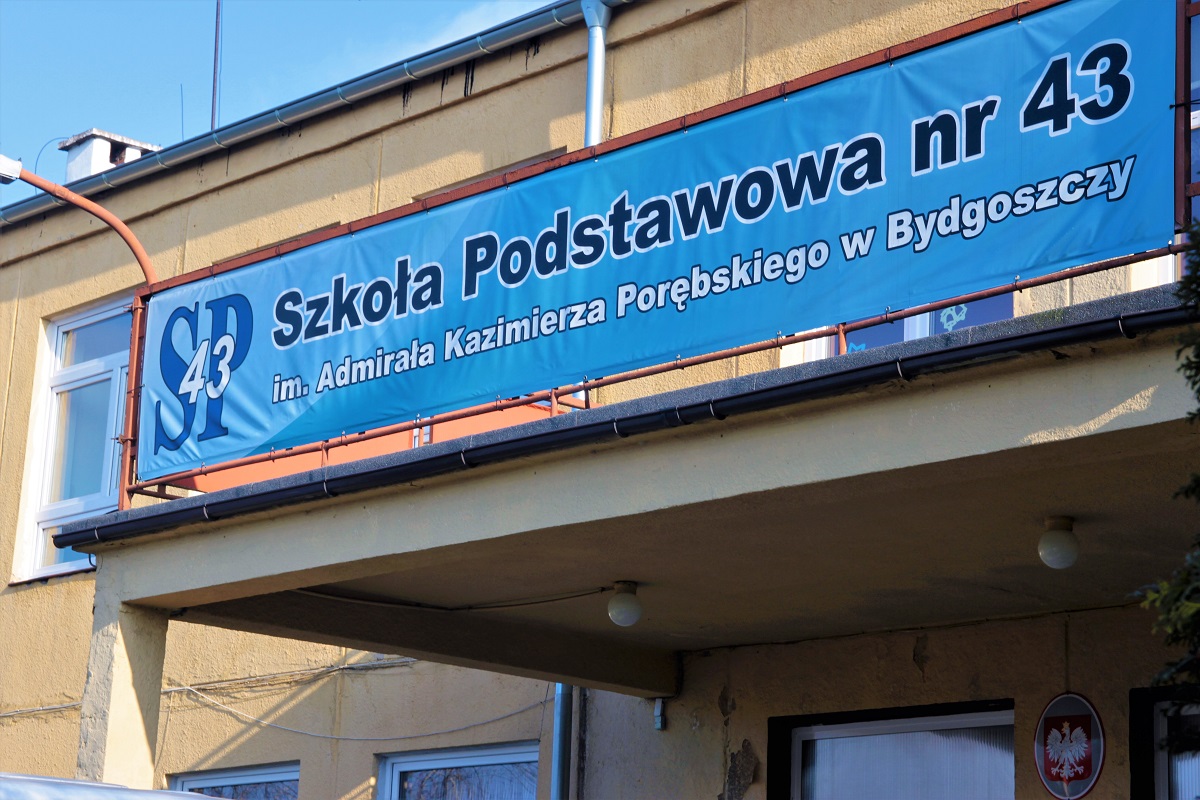 SP
43
Szkoła Podstawowa nr 43
im. Admirała Kazimierza Porębskiego w Bydgoszczy